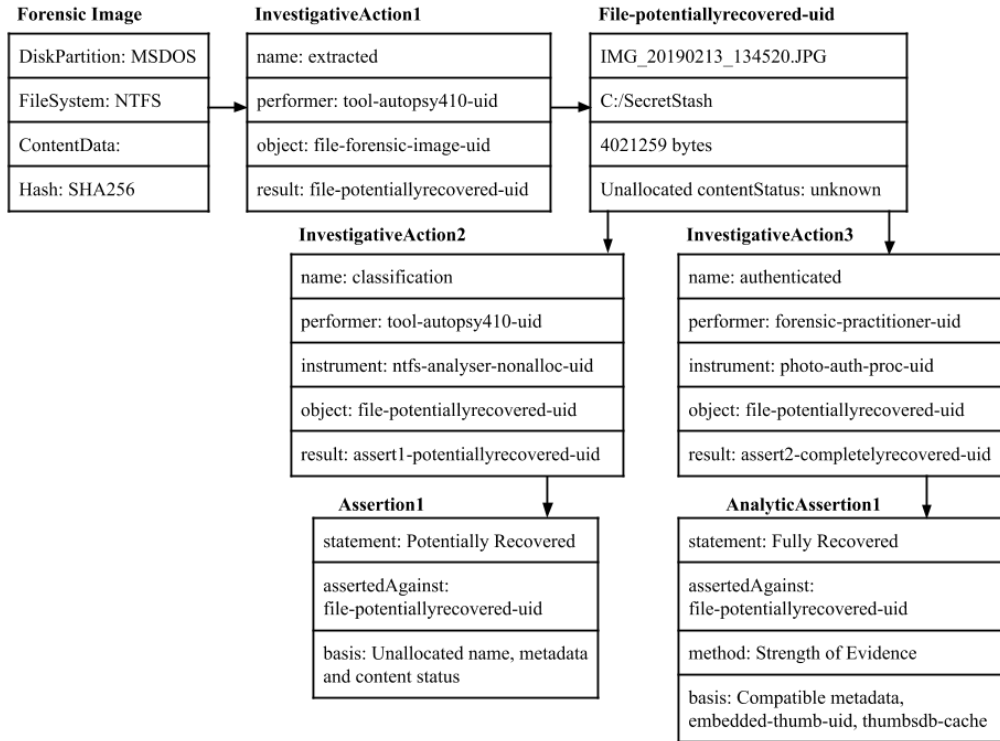 Forensic Image
DiskPartition: MSDOS
FileSystem: NTFS
ContentData:
Hash: SHA256
InvestigativeAction1
name: extracted
performer: tool-autopsy410-uid
object: file-forensic-image-uid
result: file-potentiallyrecovered-uid
File-potentiallyrecovered-uid
IMG_20190213_134520.JPG
C:/SecretStash
4021259 bytes
Unallocated contentStatus: unknown
InvestigativeAction2
name: classification
performer: tool-autopsy410-uid
instrument: ntfs-analyser-nonalloc-uid
object: file-potentiallyrecovered-uid
result: assert1-potentiallyrecovered-uid
InvestigativeAction3
name: authenticated
performer: forensic-practitioner-uid
instrument: photo-auth-proc-uid
object: file-potentiallyrecovered-uid
result: assert2-completelyrecovered-uid
Assertion1
statement: Potentially Recovered
assertedAgainst:
file-potentiallyrecovered-uid
basis: Unallocated name, metadata
and content status
AnalyticAssertion1
statement: Fully Recovered
assertedAgainst:
file-potentiallyrecovered-uid
method: Strength of Evidence
basis: Compatible metadata,
embedded-thumb-uid, thumbsdb-cache